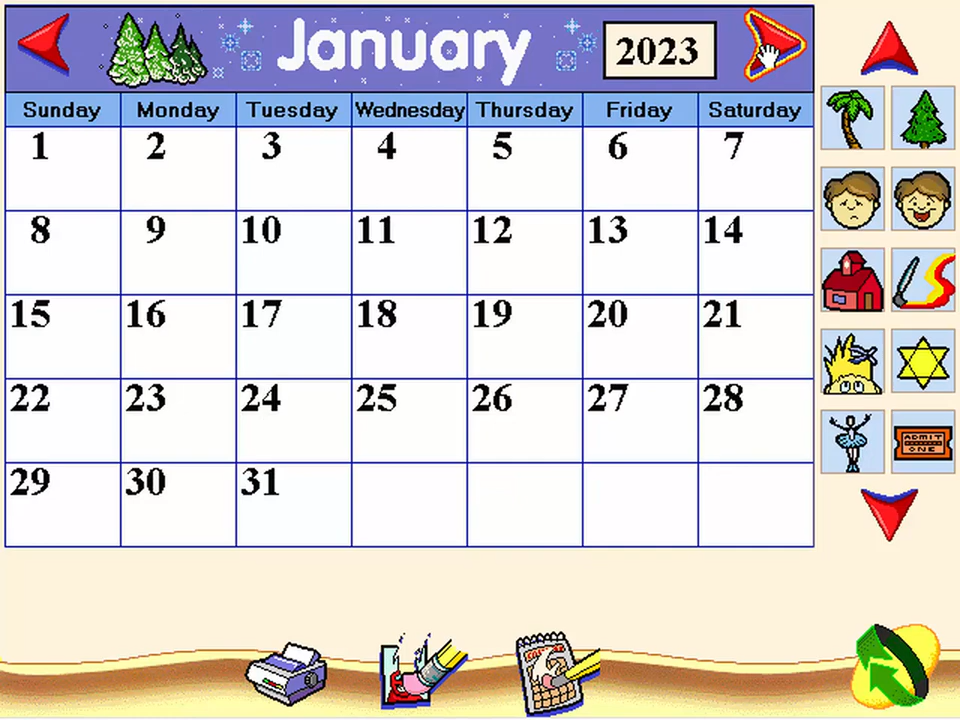 January 2023
Sunday Monday Tuesday Wednesday Thursday Friday Saturday
1 2 3 4 5 6 7
8 9 10 11 12 13 14
15 16 17 18 19 20 21
22 23 24 25 26 27 28
29 30 31
ADMIT
ONE